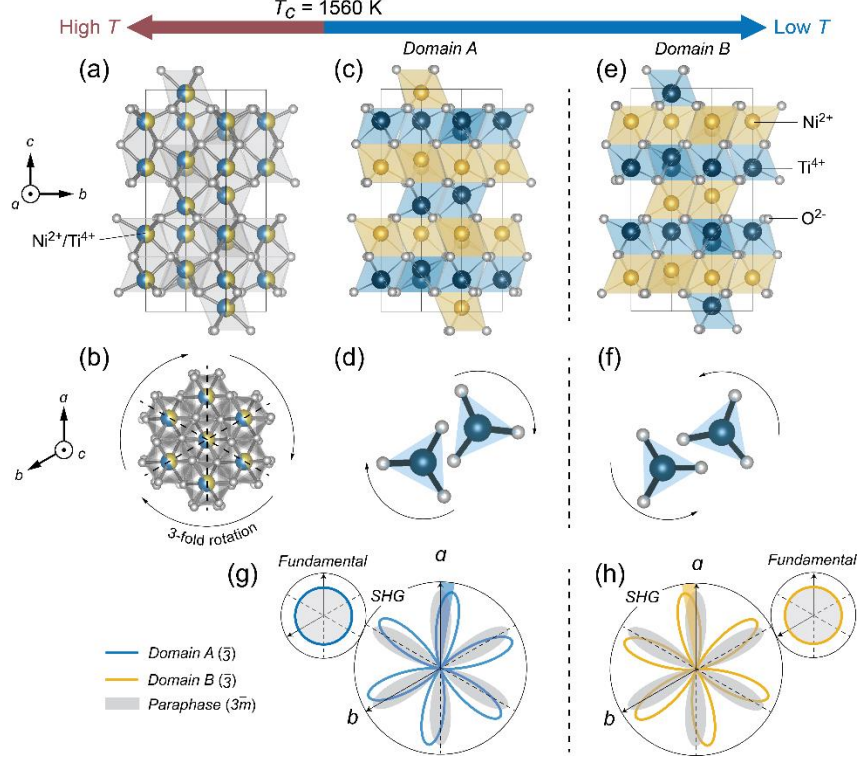 T_c = 1560 K
High T
Low T
Domain A
Domain B
(a)
(c)
(e)
Ni²⁺
Ti⁴⁺
O²⁻
c
a
b
Ni²⁺/Ti⁴⁺
(b)
(d)
(f)
a
b
c
3-fold rotation
(g)
a
(h)
a
Fundamental
Fundamental
SHG
SHG
Domain A (3̅)
Domain B (3̅)
Paraphase (3̅m)
b
b